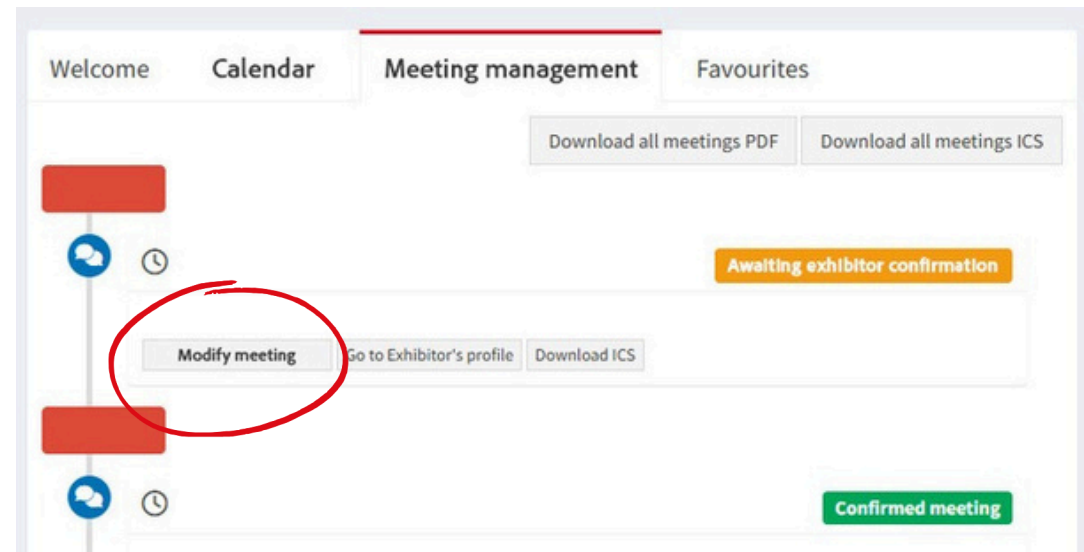 Welcome Calendar Meeting management Favourites
Download all meetings PDF Download all meetings ICS
Awaiting exhibitor confirmation
Modify meeting Go to Exhibitor's profile Download ICS
Confirmed meeting